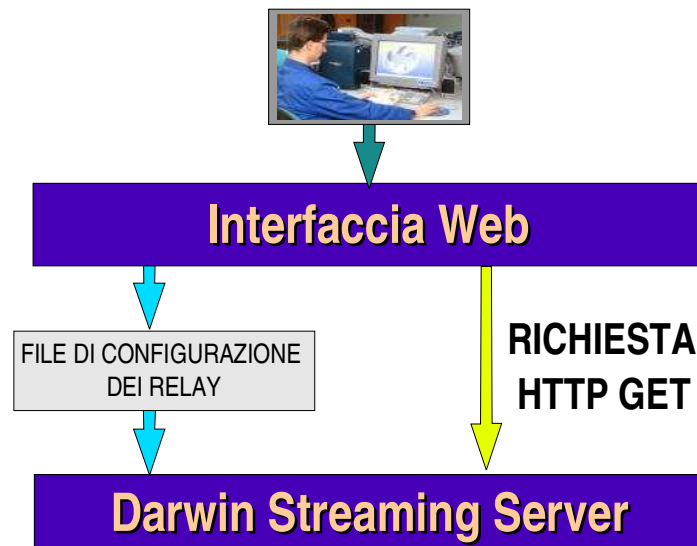 Interfaccia Web
FILE DI CONFIGURAZIONE
DEI RELAY
RICHIESTA
HTTP GET
Darwin Streaming Server